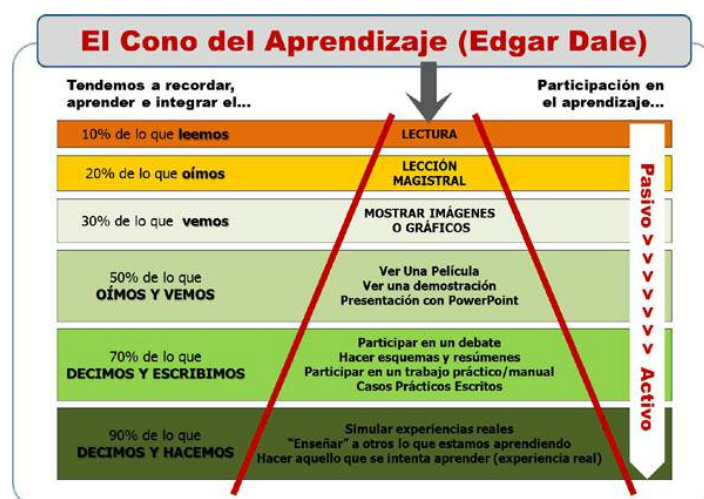 El Cono del Aprendizaje (Edgar Dale)
Tendemos a recordar,
aprender e integrar el...
Participación en
el aprendizaje...
10% de lo que leemos
LECTURA
20% de lo que oímos
LECCIÓN
MAGISTRAL
30% de lo que vemos
MOSTRAR IMÁGENES
O GRÁFICOS
50% de lo que
OÍMOS Y VEMOS
Ver Una Película
Ver una demostración
Presentación con PowerPoint
70% de lo que
DECIMOS Y ESCRIBIMOS
Participar en un debate
Hacer esquemas y resúmenes
Participar en un trabajo práctico/manual
Casos Prácticos Escritos
90% de lo que
DECIMOS Y HACEMOS
Simular experiencias reales
"Enseñar" a otros lo que estamos aprendiendo
Hacer aquello que se intenta aprender (experiencia real)
Pasivo > > > > > > > > Activo